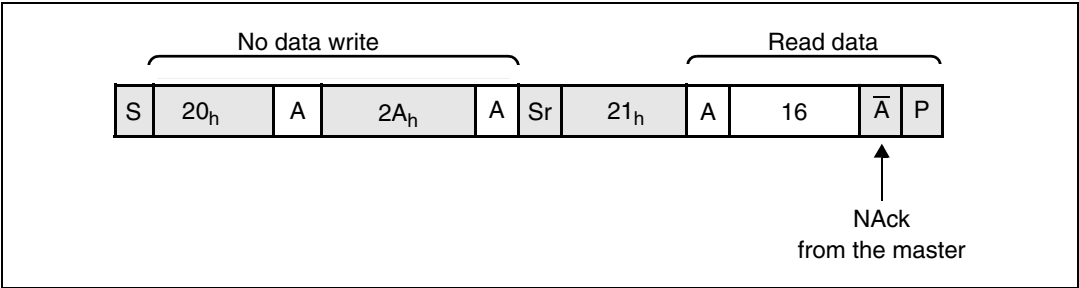 No data write Read data
S 20h A 2Ah A Sr 21h A 16 A̅ P
NAck
from the master